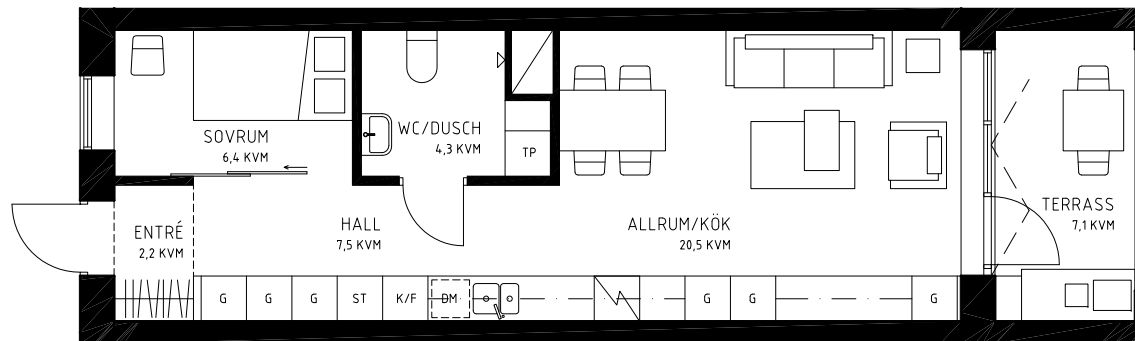 SOVRUM
6,4 KVM
WC/DUSCH
4,3 KVM
TP
ENTRÉ
2,2 KVM
HALL
7,5 KVM
ALLRUM/KÖK
20,5 KVM
TERRASS
7,1 KVM
G G G ST K/F DM G G G